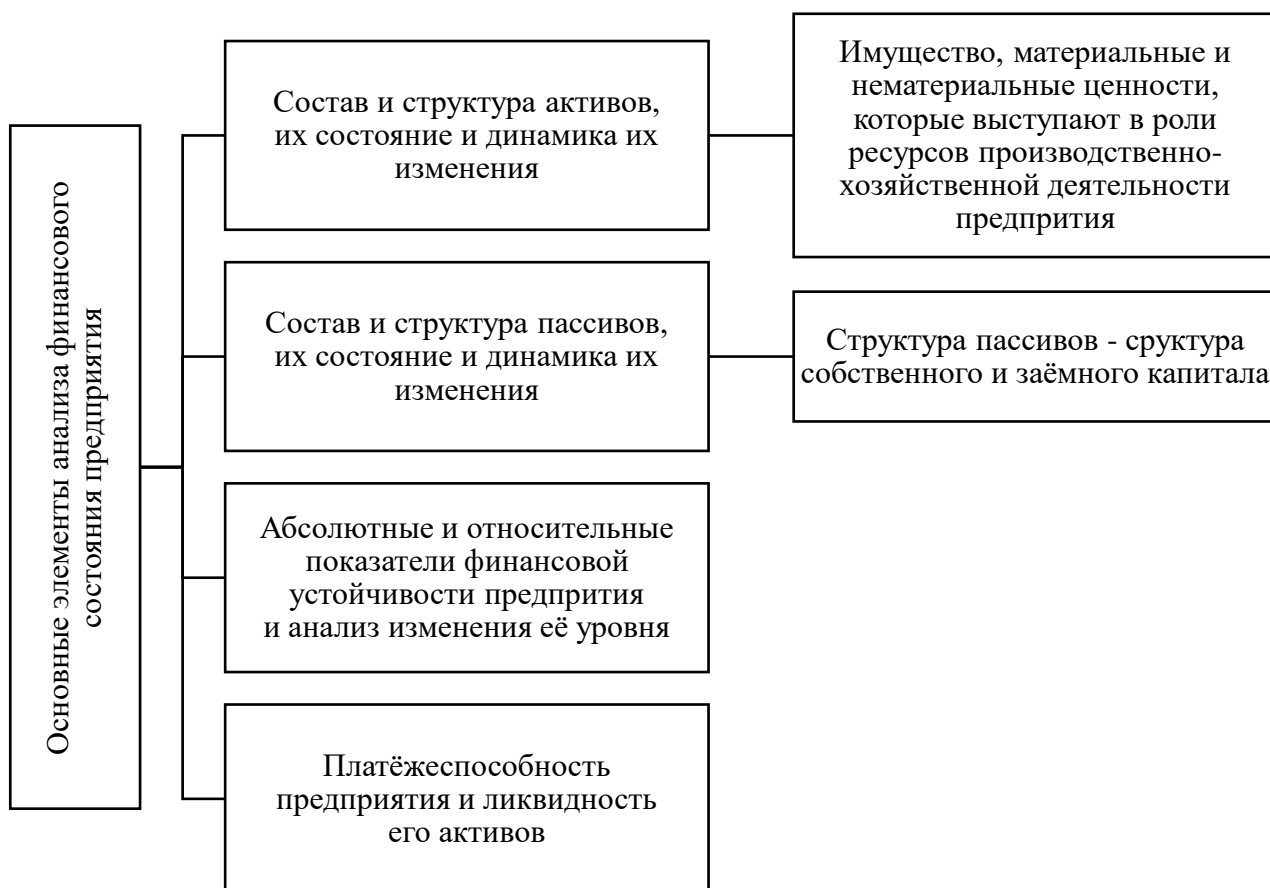 Основные элементы анализа финансового
состояния предприятия
Состав и структура активов,
их состояние и динамика их
изменения
Имущество, материальные и
нематериальные ценности,
которые выступают в роли
ресурсов производственно-
хозяйственной деятельности
предпрития
Состав и структура пассивов,
их состояние и динамика их
изменения
Структура пассивов - сруктура
собственного и заёмного капитала
Абсолютные и относительные
показатели финансовой
устойчивости предпрития
и анализ изменения её уровня
Платёжеспособность
предприятия и ликвидность
его активов